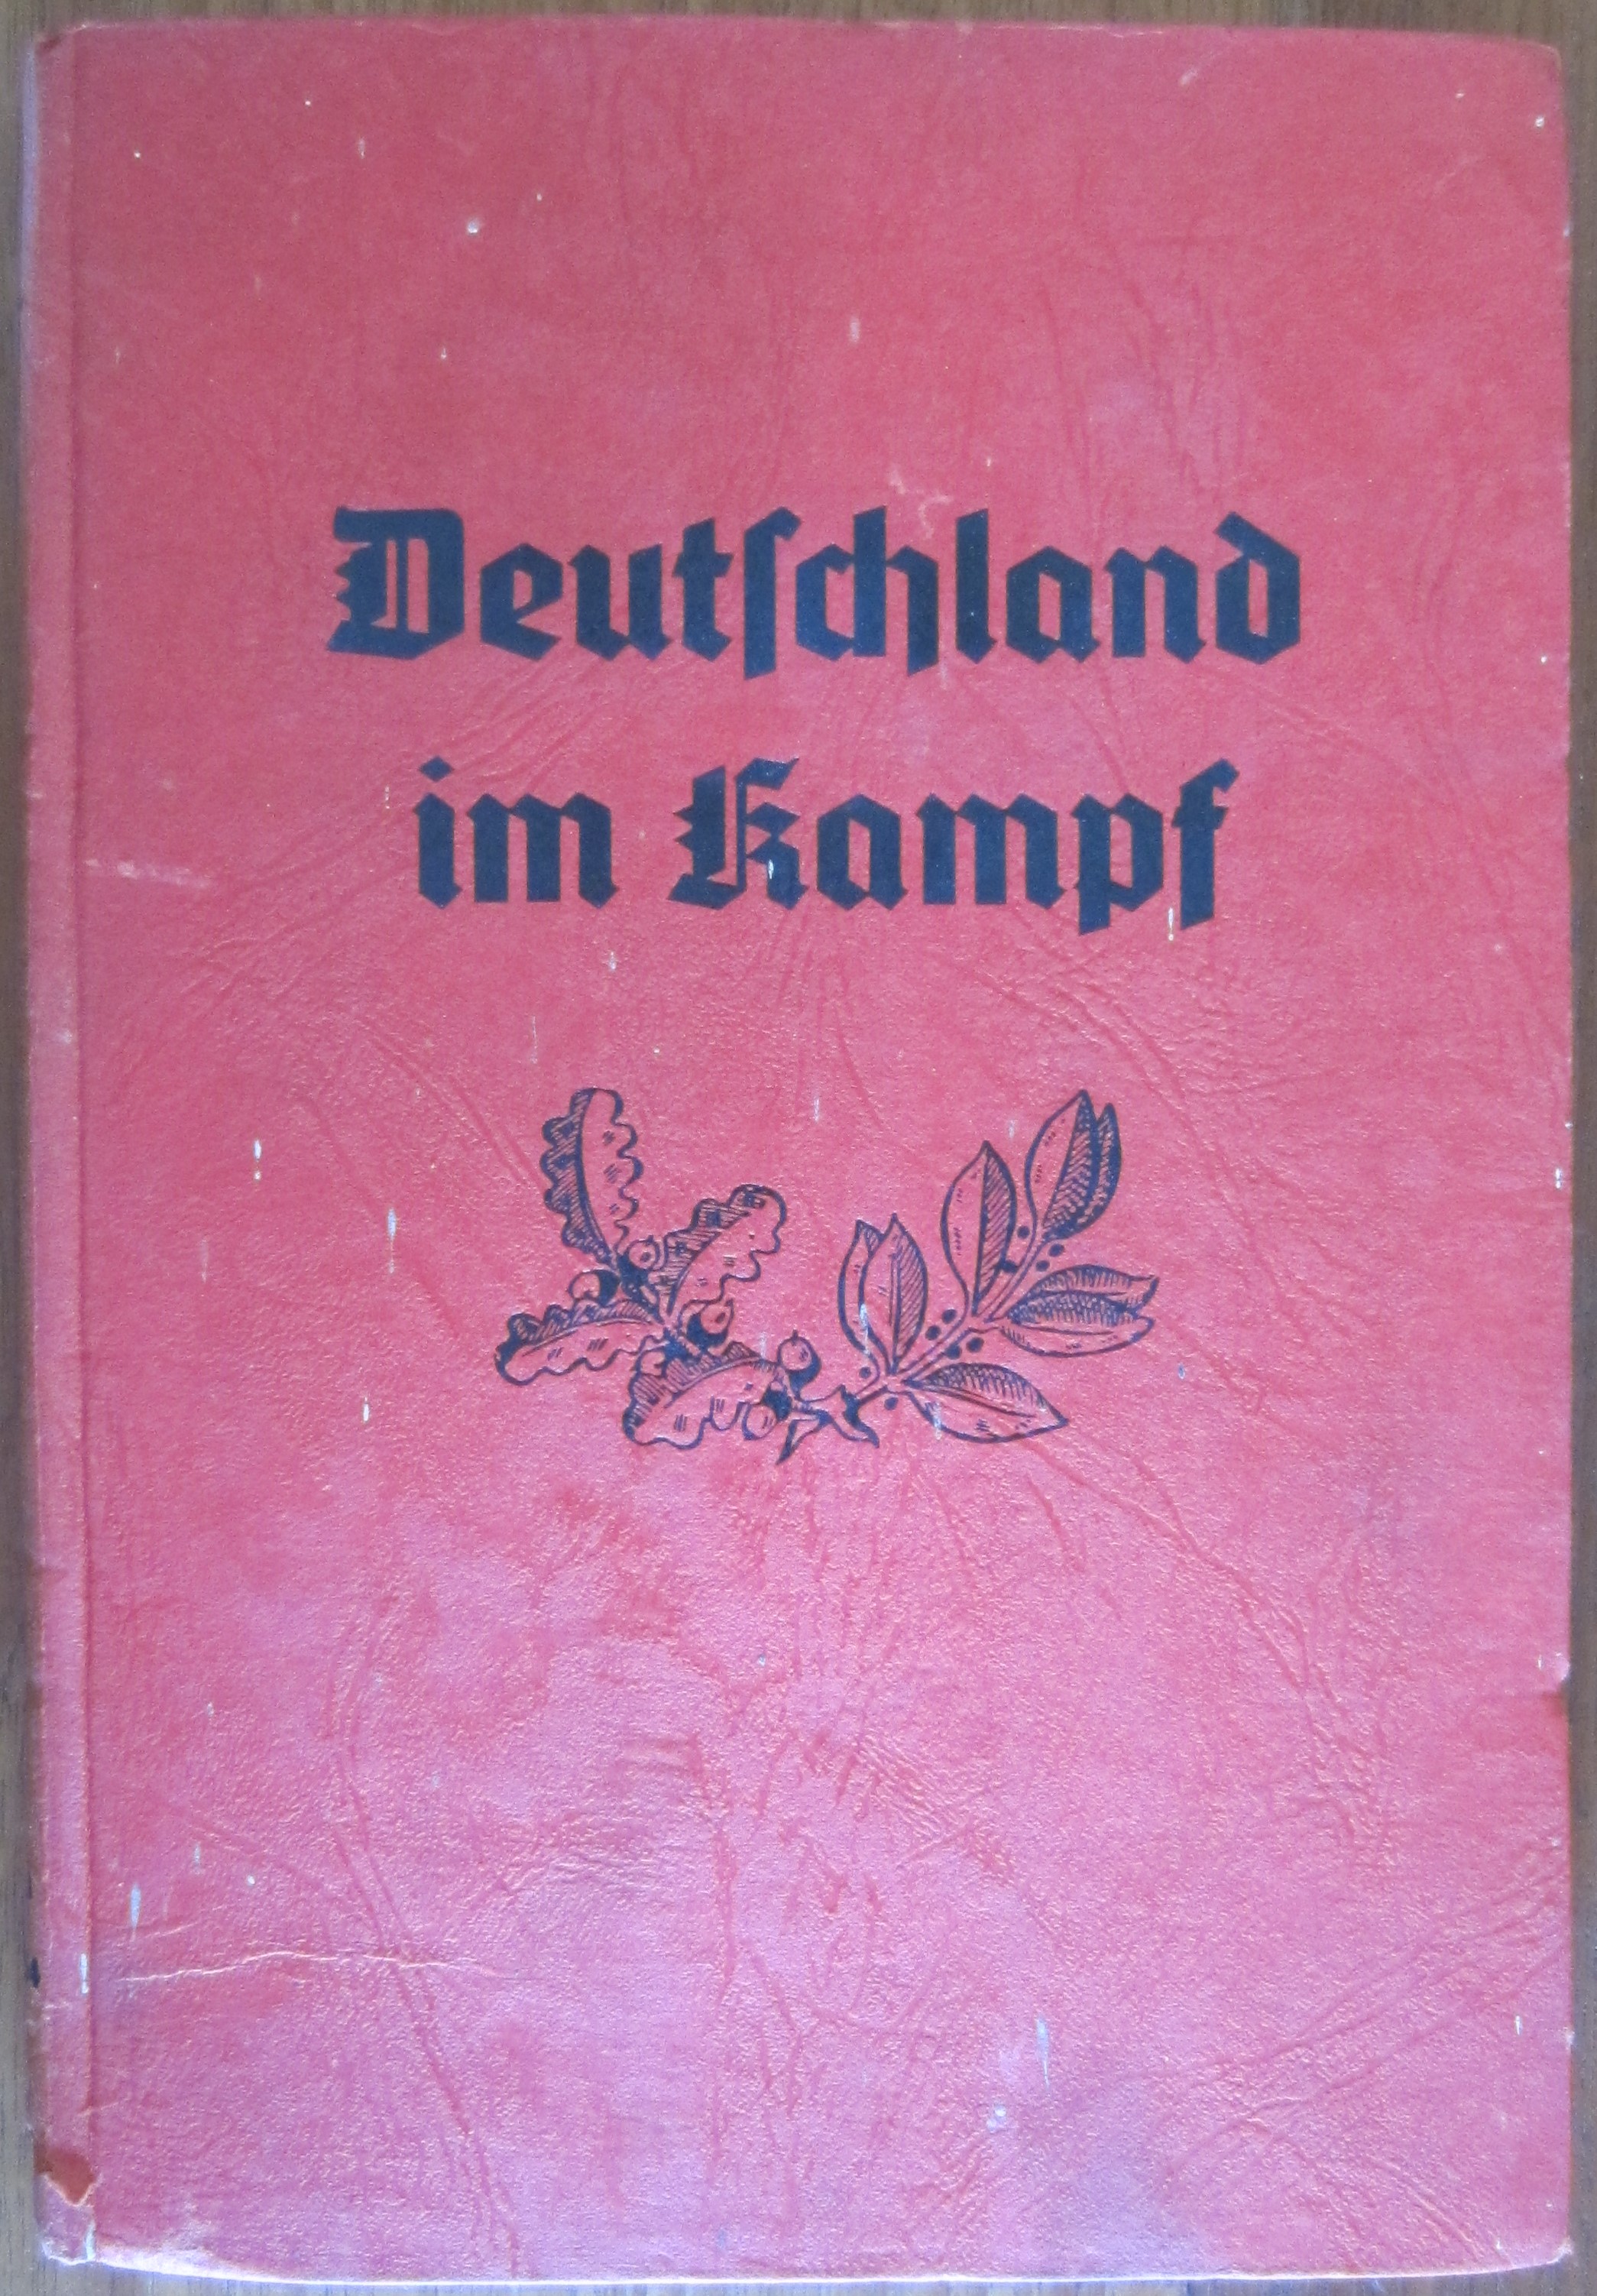 Deutſchland
im Kampf